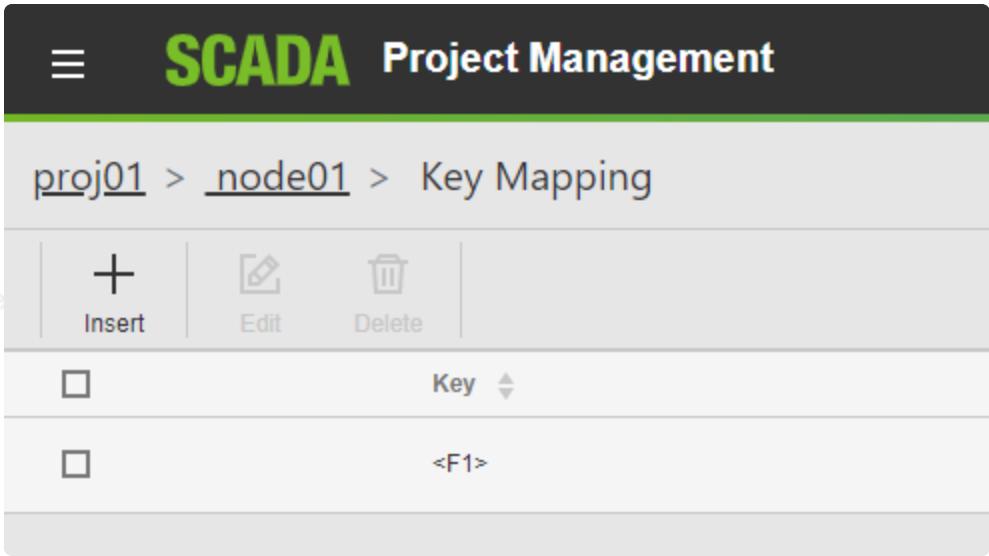 SCADA Project Management
proj01 > node01 > Key Mapping
Insert Edit Delete
Key
<F1>